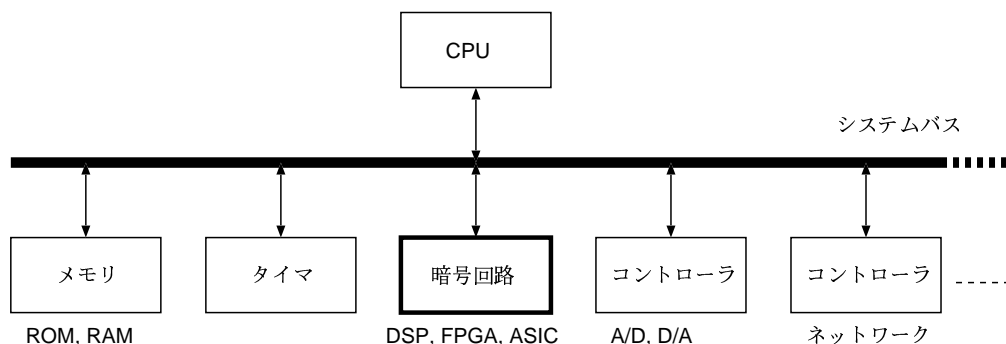 CPU
システムバス
メモリ
タイマ
暗号回路
コントローラ
コントローラ
ROM, RAM
DSP, FPGA, ASIC
A/D, D/A
ネットワーク